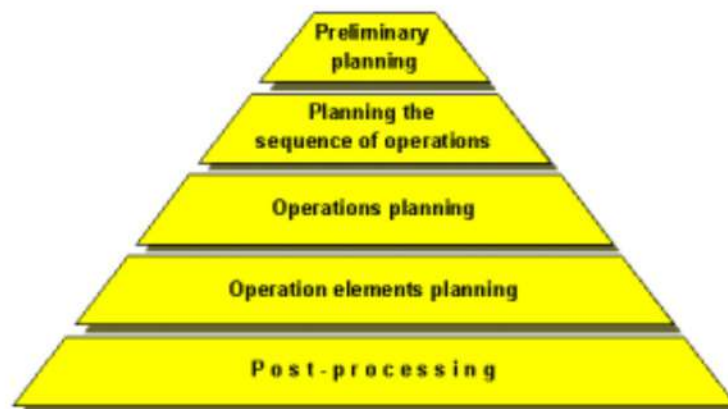 Preliminary
planning
Planning the
sequence of operations
Operations planning
Operation elements planning
Post-processing